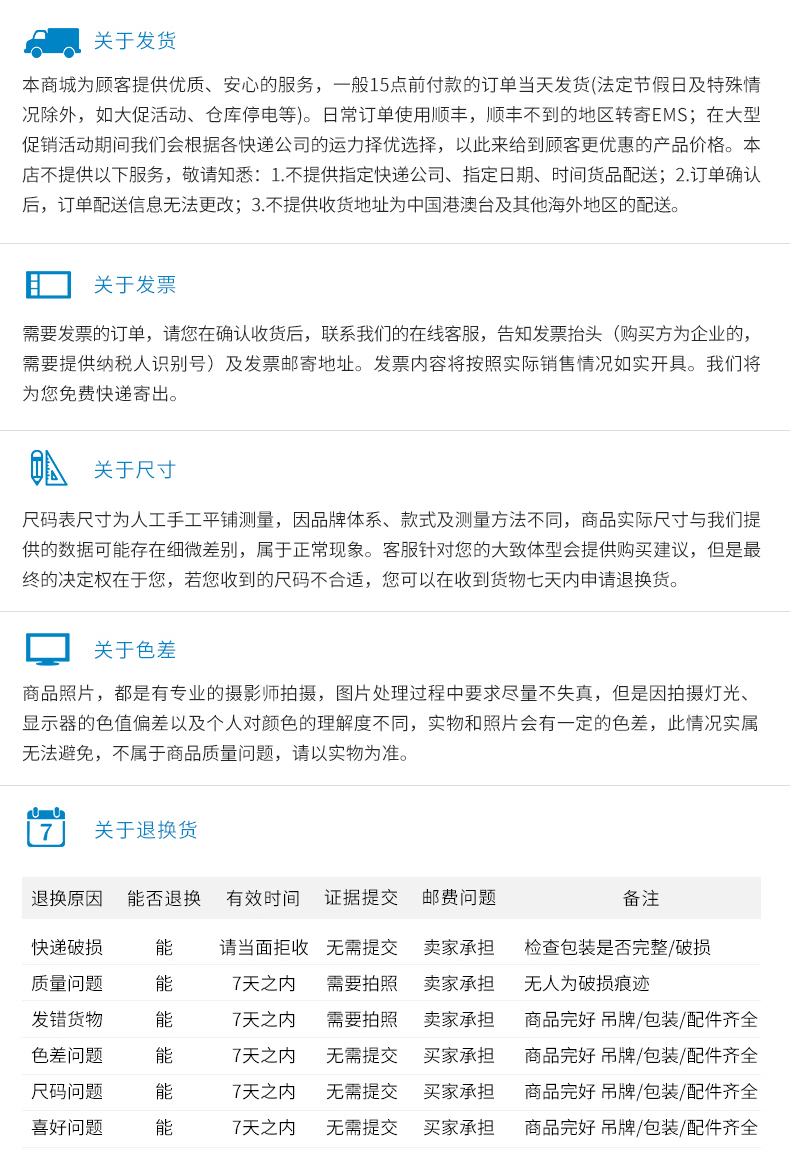 关于发货
本商城为顾客提供优质、安心的服务，一般15点前付款的订单当天发货(法定节假日及特殊情
况除外，如大促活动、仓库停电等)。日常订单使用顺丰，顺丰不到的地区转寄EMS；在大型
促销活动期间我们会根据各快递公司的运力择优选择，以此来给到顾客更优惠的产品价格。本
店不提供以下服务，敬请知悉：1.不提供指定快递公司、指定日期、时间货品配送；2.订单确认
后，订单配送信息无法更改；3.不提供收货地址为中国港澳台及其他海外地区的配送。
关于发票
需要发票的订单，请您在确认收货后，联系我们的在线客服，告知发票抬头（购买方为企业的，
需要提供纳税人识别号）及发票邮寄地址。发票内容将按照实际销售情况如实开具。我们将
为您免费快递寄出。
关于尺寸
尺码表尺寸为人工手工平铺测量，因品牌体系、款式及测量方法不同，商品实际尺寸与我们提
供的数据可能存在细微差别，属于正常现象。客服针对您的大致体型会提供购买建议，但是最
终的决定权在于您，若您收到的尺码不合适，您可以在收到货物七天内申请退换货。
关于色差
商品照片，都是有专业的摄影师拍摄，图片处理过程中要求尽量不失真，但是因拍摄灯光、
显示器的色值偏差以及个人对颜色的理解度不同，实物和照片会有一定的色差，此情况实属
无法避免，不属于商品质量问题，请以实物为准。
7 关于退换货
退换原因 能否退换 有效时间 证据提交 邮费问题 备注
快递破损 能 请当面拒收 无需提交 卖家承担 检查包装是否完整/破损
质量问题 能 7天之内 需要拍照 卖家承担 无人为破损痕迹
发错货物 能 7天之内 需要拍照 卖家承担 商品完好 吊牌/包装/配件齐全
色差问题 能 7天之内 无需提交 买家承担 商品完好 吊牌/包装/配件齐全
尺码问题 能 7天之内 无需提交 买家承担 商品完好 吊牌/包装/配件齐全
喜好问题 能 7天之内 无需提交 买家承担 商品完好 吊牌/包装/配件齐全